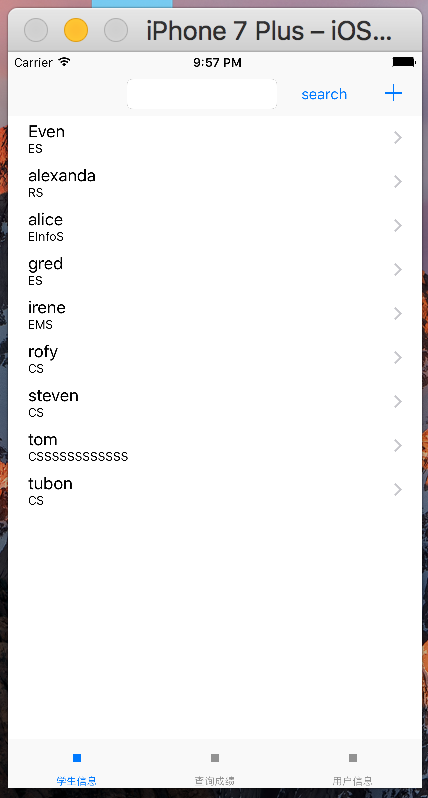 iPhone 7 Plus – iOS...
Carrier 9:57 PM
search +
Even
ES
alexanda
RS
alice
EInfoS
gred
ES
irene
EMS
rofy
CS
steven
CS
tom
CSSSSSSSSSSSS
tubon
CS
学生信息 查询成绩 用户信息